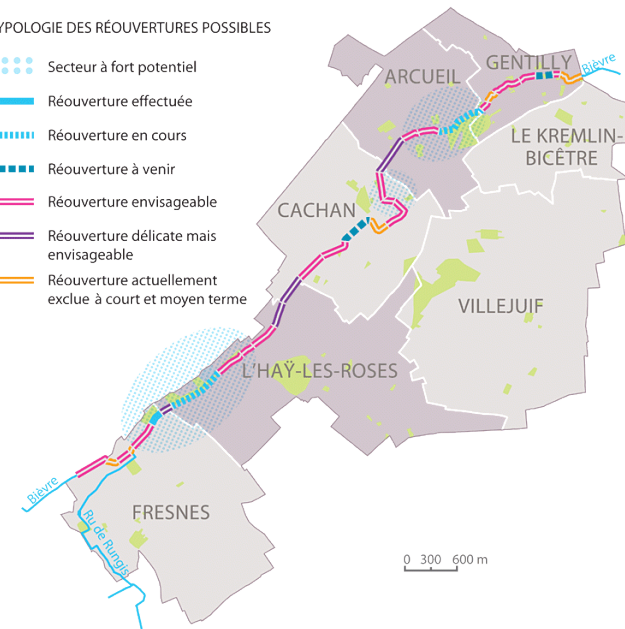 YPOLOGIE DES RÉOUVERTURES POSSIBLES
Secteur à fort potentiel
Réouverture effectuée
Réouverture en cours
Réouverture à venir
Réouverture envisageable
Réouverture délicate mais
envisageable
Réouverture actuellement
exclue à court et moyen terme
ARCUEIL
GENTILLY
Bièvre
LE KREMLIN-
BICÊTRE
CACHAN
VILLEJUIF
L'HAŸ-LES-ROSES
Bièvre
FRESNES
Ru de Rungis
0 300 600 m